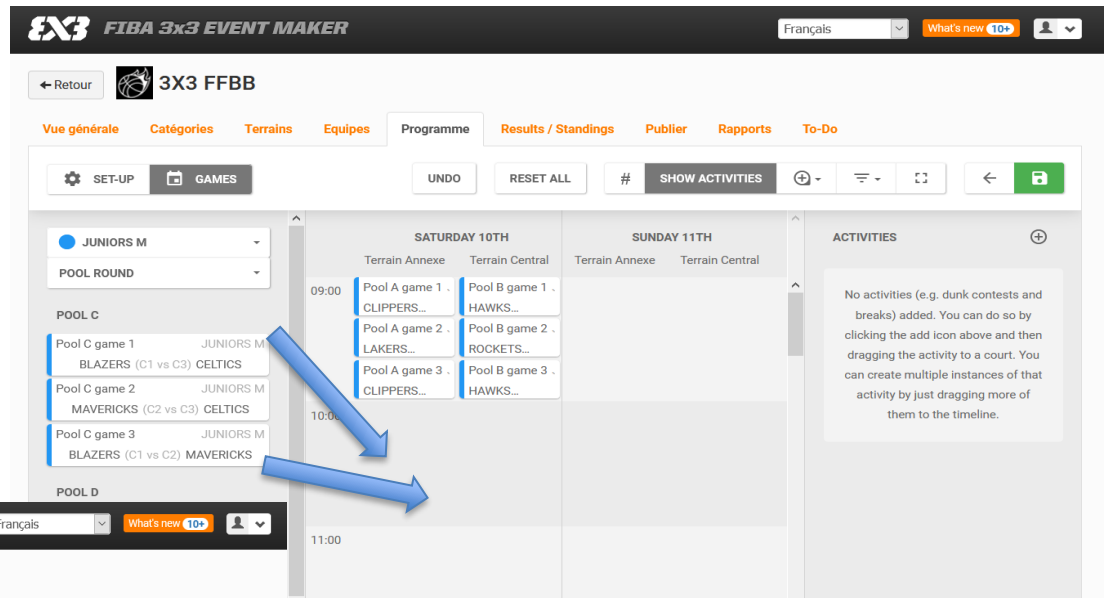 3X3 FIBA 3x3 EVENT MAKER
Français What's new 10+
← Retour 3X3 FFBB
Vue générale Catégories Terrains Equipes Programme Results / Standings Publier Rapports To-Do
SET-UP GAMES UNDO RESET ALL # SHOW ACTIVITIES
JUNIORS M
POOL ROUND
POOL C
Pool C game 1 JUNIORS M
BLAZERS (C1 vs C3) CELTICS
Pool C game 2 JUNIORS M
MAVERICKS (C2 vs C3) CELTICS
Pool C game 3 JUNIORS M
BLAZERS (C1 vs C2) MAVERICKS
POOL D
SATURDAY 10TH SUNDAY 11TH
Terrain Annexe Terrain Central Terrain Annexe Terrain Central
09:00
Pool A game 1 . Pool B game 1 .
CLIPPERS... HAWKS...
Pool A game 2 . Pool B game 2 .
LAKERS... ROCKETS...
Pool A game 3 . Pool B game 3 .
CLIPPERS... HAWKS...
10:00
11:00
ACTIVITIES
No activities (e.g. dunk contests and
breaks) added. You can do so by
clicking the add icon above and then
dragging the activity to a court. You
can create multiple instances of that
activity by just dragging more of
them to the timeline.
Français What's new 10+